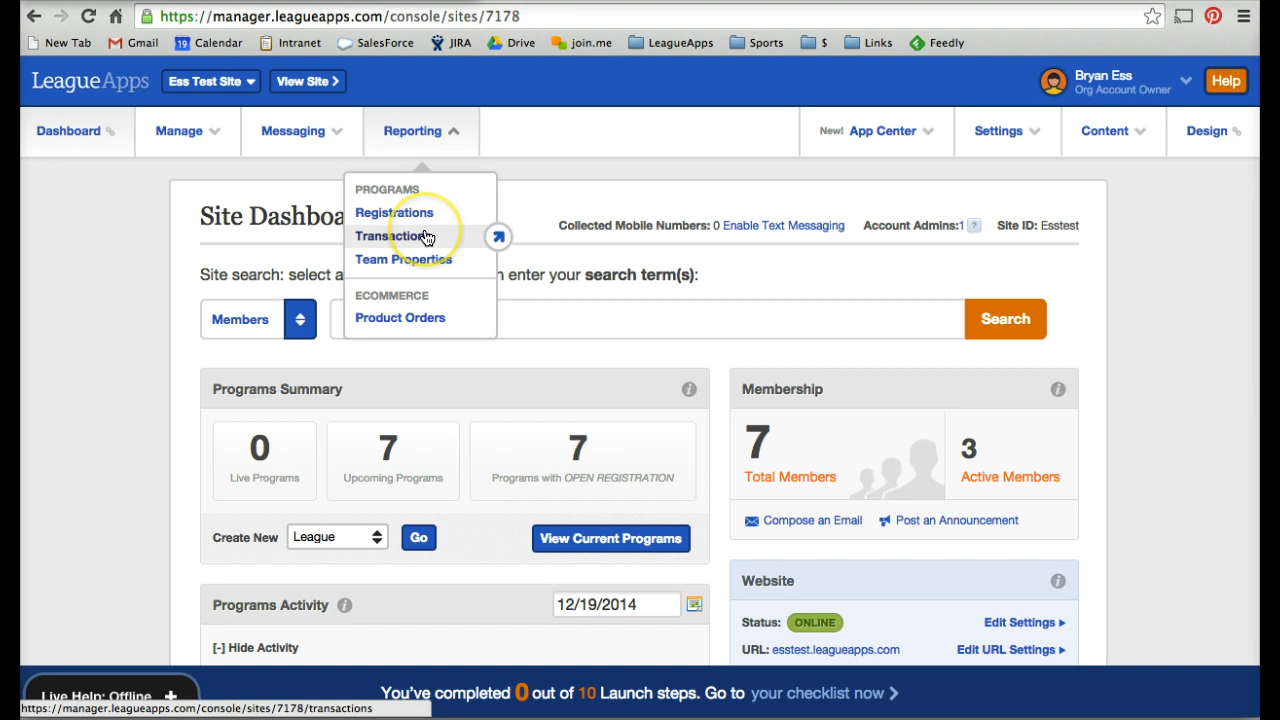 https://manager.leagueapps.com/console/sites/7178
New Tab Gmail 19 Calendar Intranet SalesForce JIRA Drive join.me LeagueApps Sports $ Links Feedly
LeagueApps Ess Test Site View Site Bryan Ess Help
Org Account Owner
Dashboard Manage Messaging Reporting New! App Center Settings Content Design
PROGRAMS
Registrations
Transactions
Team Properties
ECOMMERCE
Product Orders
Site Dashboa
Collected Mobile Numbers: 0 Enable Text Messaging Account Admins:1 ? Site ID: Esstest
Site search: select a n enter your search term(s):
Members Search
Programs Summary
0 7 7
Live Programs Upcoming Programs Programs with OPEN REGISTRATION
Create New League Go View Current Programs
Membership
7 3
Total Members Active Members
Compose an Email Post an Announcement
Programs Activity 12/19/2014
[-] Hide Activity
Website
Status: ONLINE Edit Settings
URL: esstest.leagueapps.com Edit URL Settings
Live Help: Offline +
You've completed 0 out of 10 Launch steps. Go to your checklist now
https://manager.leagueapps.com/console/sites/7178/transactions